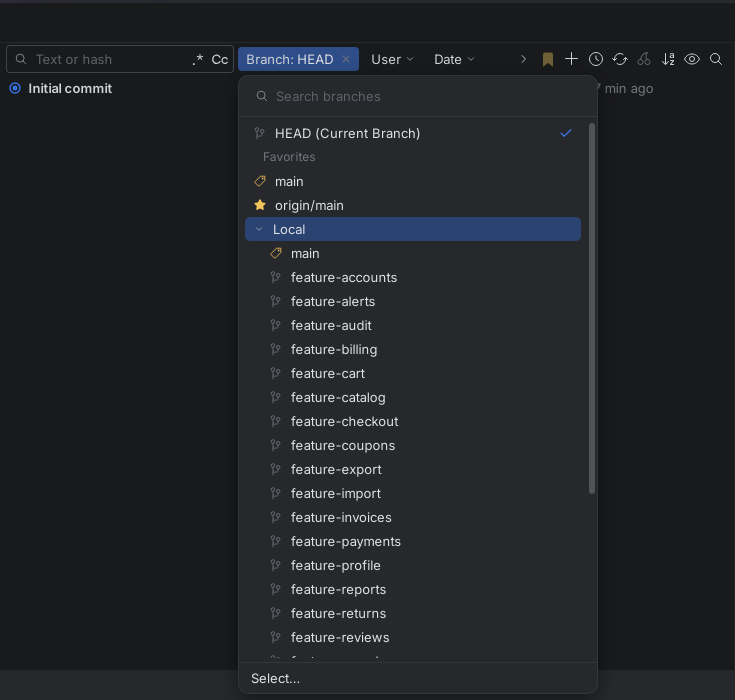 Text or hash .* Cc Branch: HEAD User Date
Initial commit min ago
Search branches
HEAD (Current Branch)
Favorites
main
origin/main
Local
main
feature-accounts
feature-alerts
feature-audit
feature-billing
feature-cart
feature-catalog
feature-checkout
feature-coupons
feature-export
feature-import
feature-invoices
feature-payments
feature-profile
feature-reports
feature-returns
feature-reviews
Select...